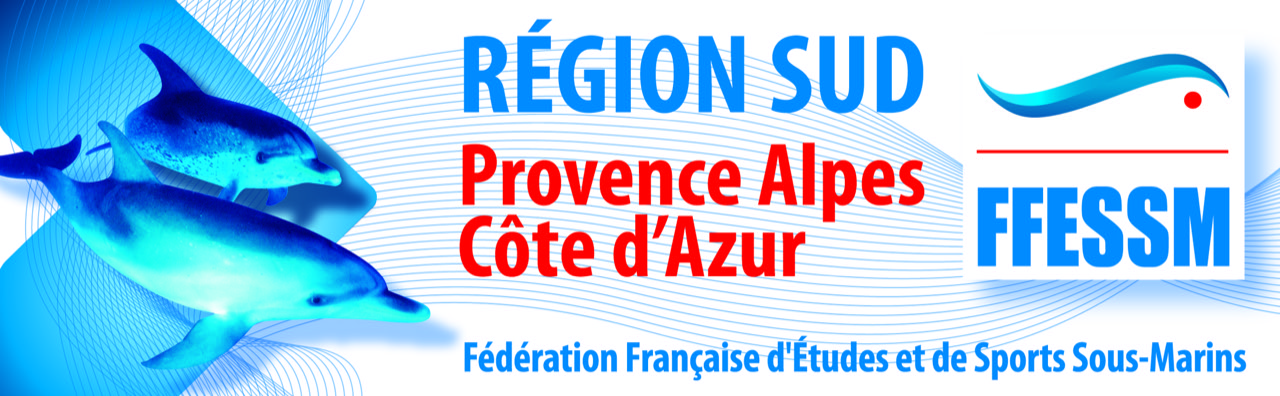 RÉGION SUD
Provence Alpes
Côte d’Azur
FFESSM
Fédération Française d'Études et de Sports Sous-Marins